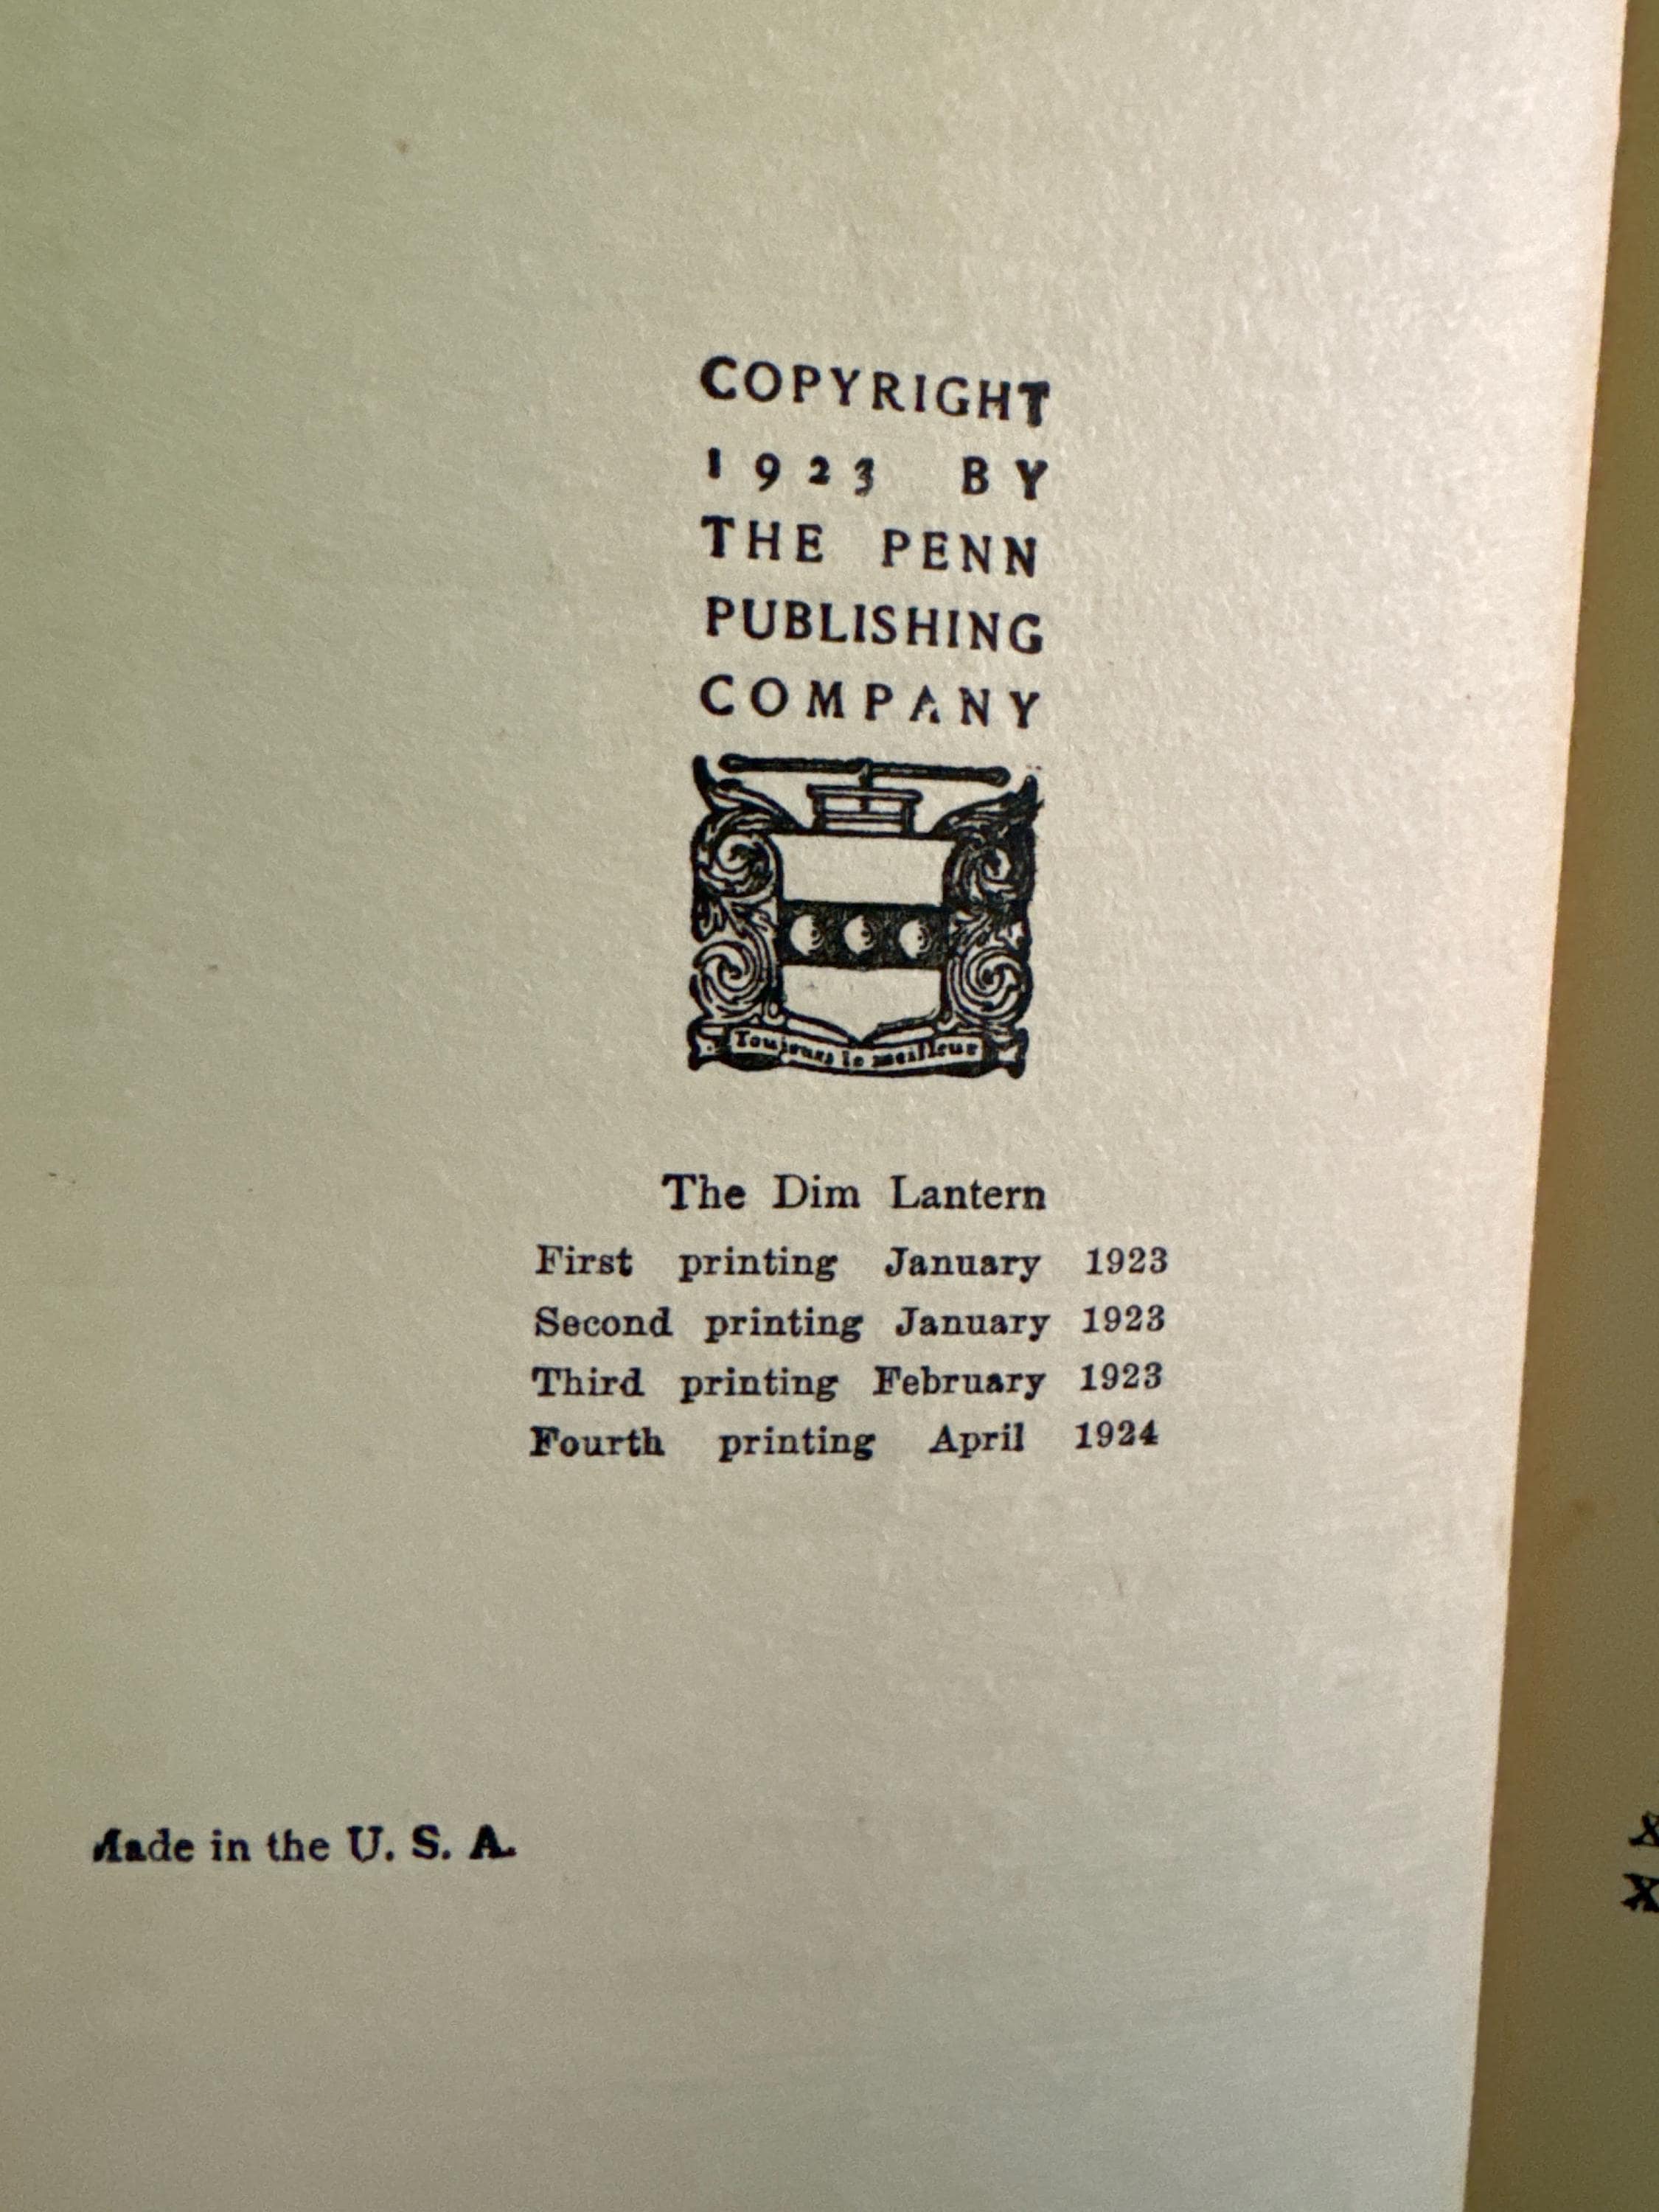 COPYRIGHT
1923 BY
THE PENN
PUBLISHING
COMPANY
Toujours le meilleur
The Dim Lantern
First printing January 1923
Second printing January 1923
Third printing February 1923
Fourth printing April 1924
Made in the U. S. A.
X
X